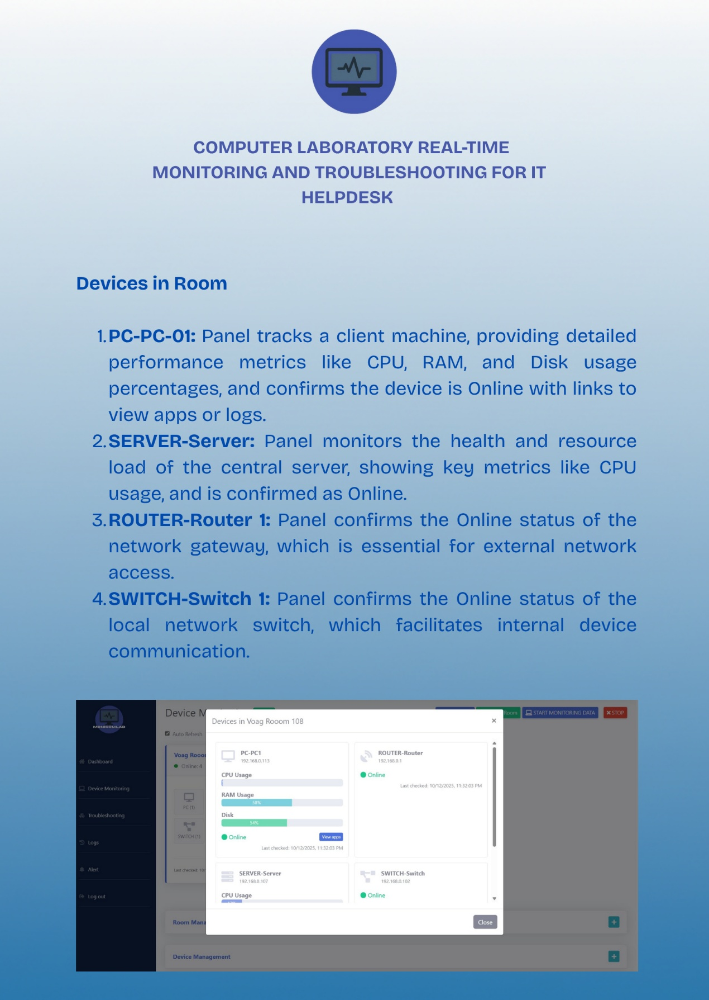 COMPUTER LABORATORY REAL-TIME
MONITORING AND TROUBLESHOOTING FOR IT
HELPDESK
Devices in Room
1. PC-PC-01: Panel tracks a client machine, providing detailed
performance metrics like CPU, RAM, and Disk usage
percentages, and confirms the device is Online with links to
view apps or logs.
2. SERVER-Server: Panel monitors the health and resource
load of the central server, showing key metrics like CPU
usage, and is confirmed as Online.
3. ROUTER-Router 1: Panel confirms the Online status of the
network gateway, which is essential for external network
access.
4. SWITCH-Switch 1: Panel confirms the Online status of the
local network switch, which facilitates internal device
communication.
MONICOMLAB
Dashboard
Device Monitoring
Troubleshooting
Logs
Alert
Log out
Device M
Room
START MONITORING DATA
STOP
Auto Refresh
Voag Rooo
Online: 4
PC (1)
SWITCH (1)
Last checked: 10/
Devices in Voag Rooom 108
×
PC-PC1
192.168.0.113
CPU Usage
RAM Usage
58%
Disk
54%
Online
View apps
Last checked: 10/12/2025, 11:32:03 PM
ROUTER-Router
192.168.0.1
Online
Last checked: 10/12/2025, 11:32:03 PM
SERVER-Server
192.168.0.107
CPU Usage
SWITCH-Switch
192.168.0.102
Online
Close
Room Mana
Device Management